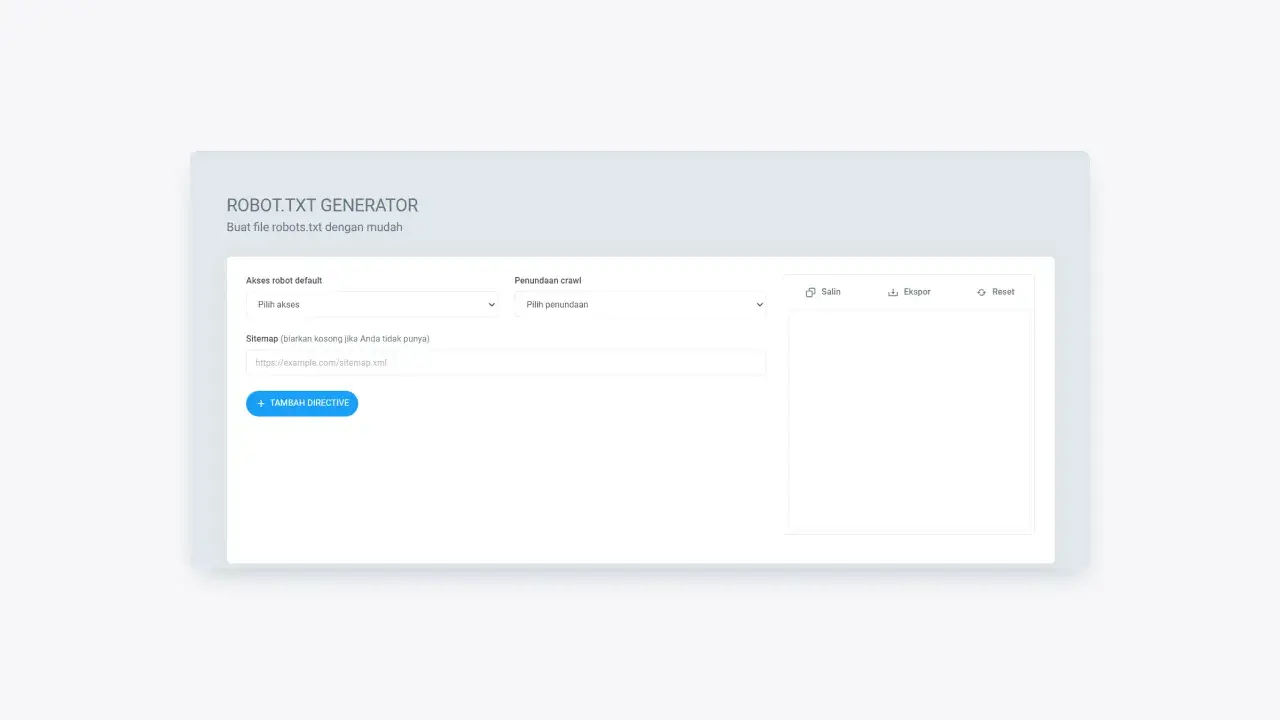 ROBOT.TXT GENERATOR
Buat file robots.txt dengan mudah
Akses robot default
Pilih akses
Penundaan crawl
Pilih penundaan
Sitemap (biarkan kosong jika Anda tidak punya)
https://example.com/sitemap.xml
+ TAMBAH DIRECTIVE
Salin
Ekspor
Reset